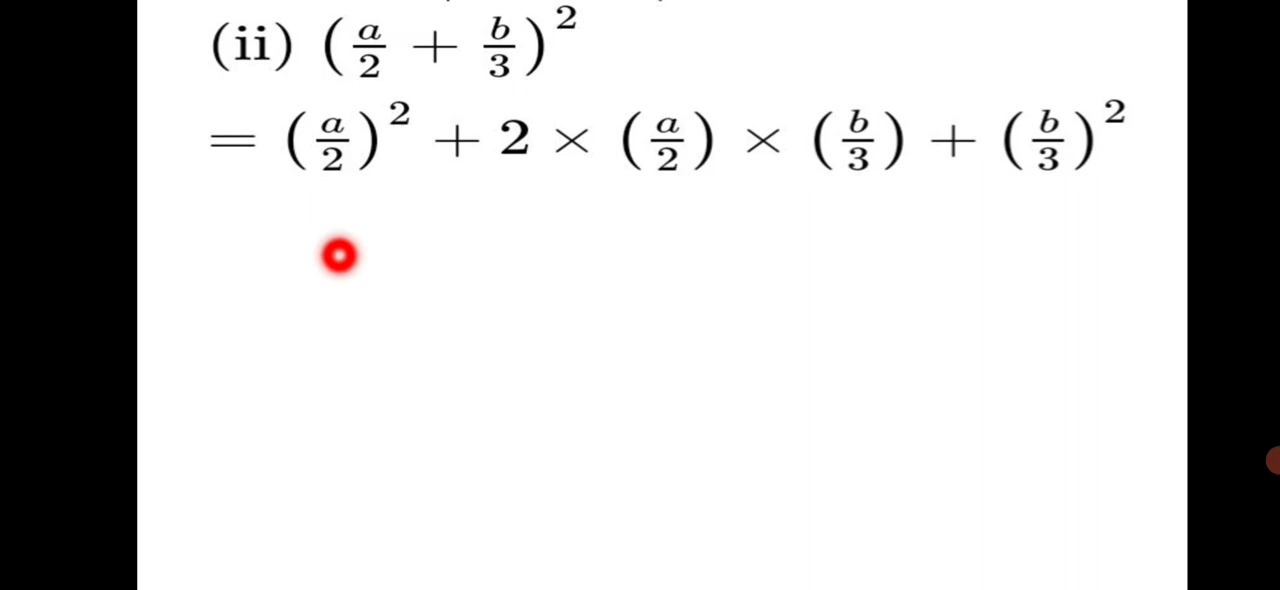 (ii) (a/2 + b/3)²
= (a/2)² + 2 × (a/2) × (b/3) + (b/3)²